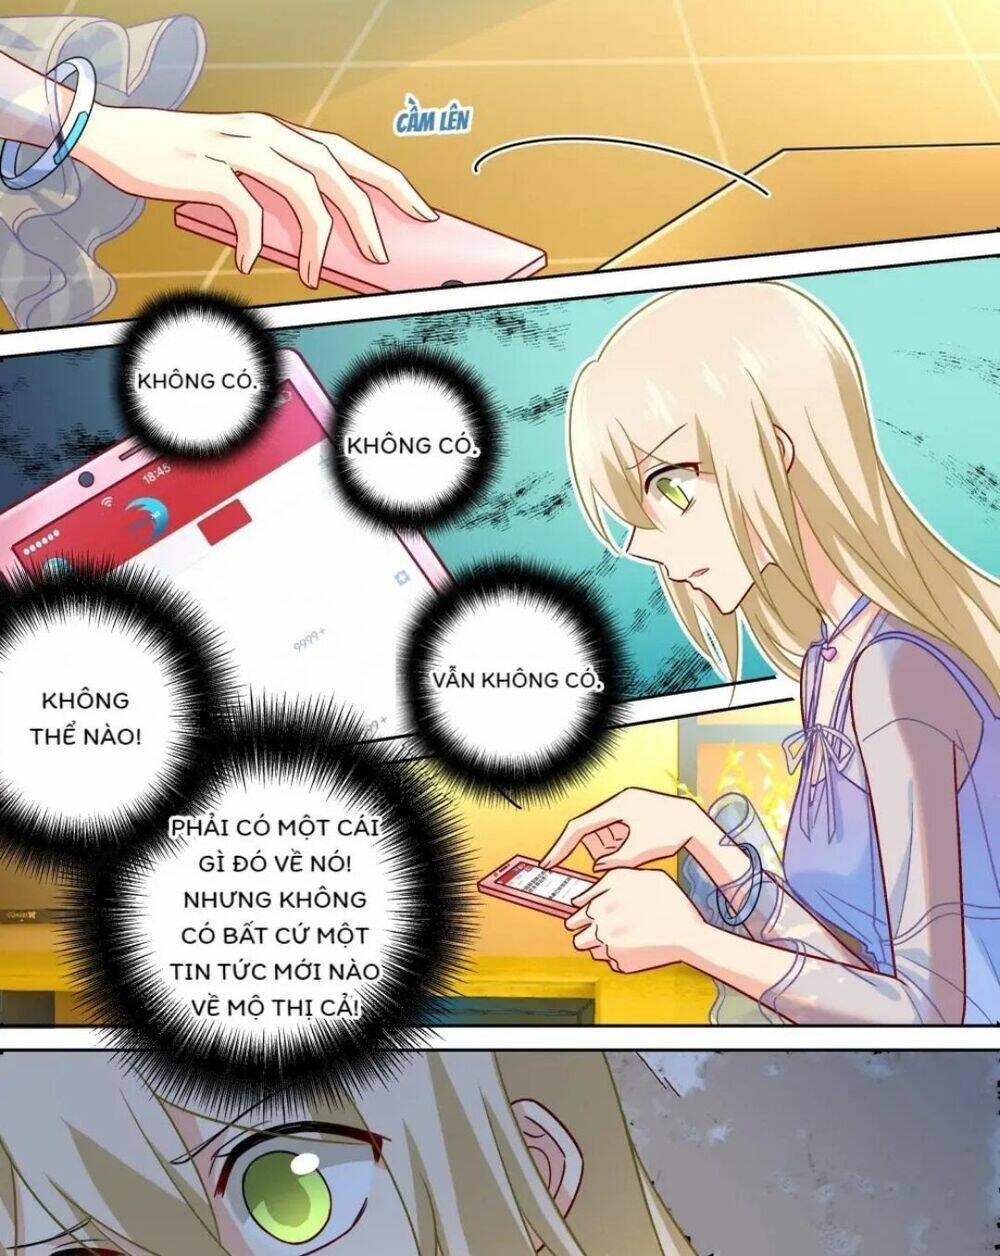 CẦM LÊN
KHÔNG CÓ.
KHÔNG CÓ.
18:45
9999+
VẪN KHÔNG CÓ.
KHÔNG
THỂ NÀO!
PHẢI CÓ MỘT CÁI
GÌ ĐÓ VỀ NÓ!
NHƯNG KHÔNG
CÓ BẤT CỨ MỘT
TIN TỨC MỚI NÀO
VỀ MỘ THỊ CẢ!